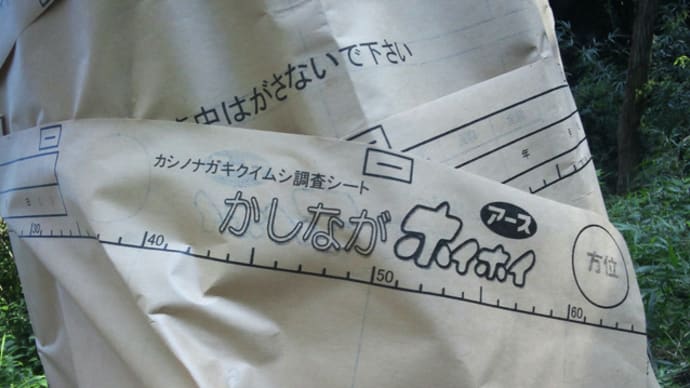 中はがさないで下さい
年
カシノナガキクイムシ調査シート
かしなが ホイホイ アース
方位
30 40 50 60